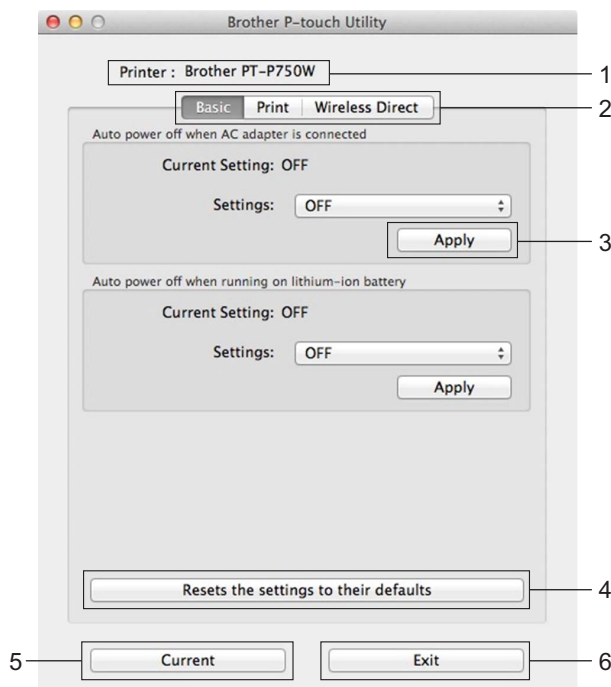 Brother P-touch Utility
Printer : Brother PT-P750W
1
Basic Print Wireless Direct
2
Auto power off when AC adapter is connected
Current Setting: OFF
Settings: OFF
Apply
3
Auto power off when running on lithium-ion battery
Current Setting: OFF
Settings: OFF
Apply
Resets the settings to their defaults
4
5
Current
Exit
6